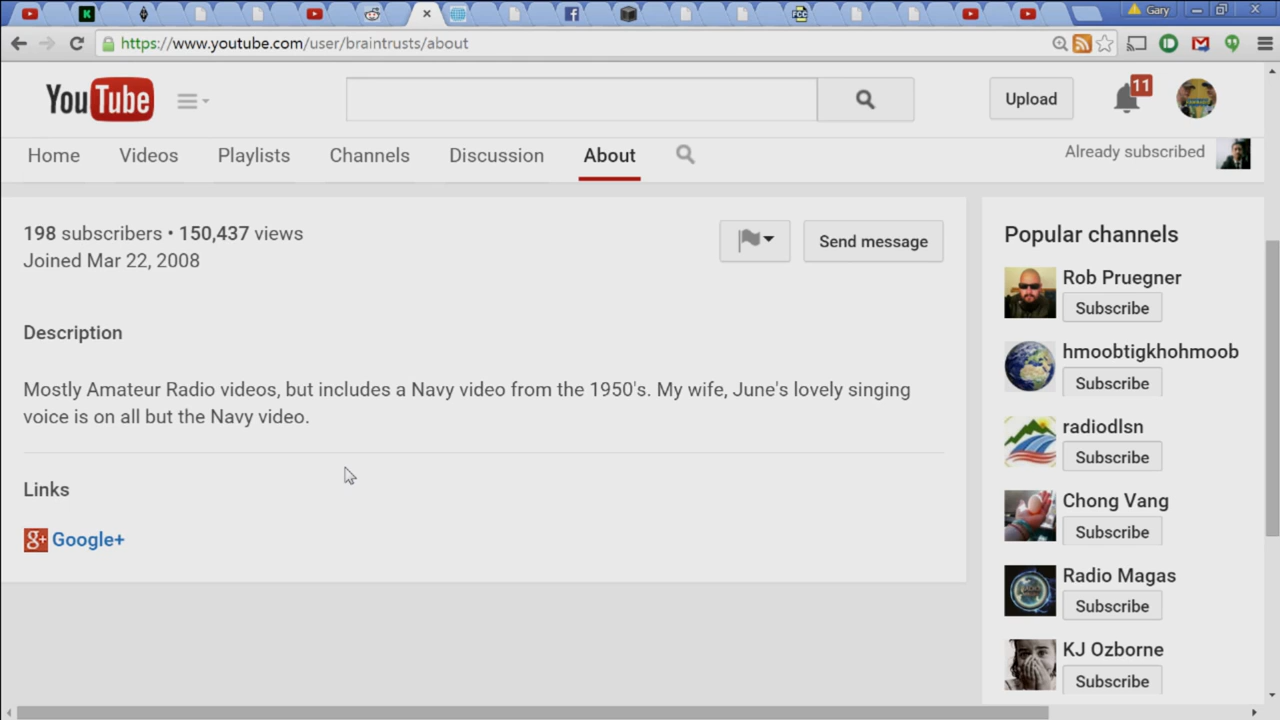 Gary
https://www.youtube.com/user/braintrusts/about
YouTube
Upload
11
Home Videos Playlists Channels Discussion About
Already subscribed
198 subscribers • 150,437 views
Joined Mar 22, 2008
Send message
Description
Mostly Amateur Radio videos, but includes a Navy video from the 1950's. My wife, June's lovely singing
voice is on all but the Navy video.
Links
Google+
Popular channels
Rob Pruegner
Subscribe
hmoobtigkhohmoob
Subscribe
radiodlsn
Subscribe
Chong Vang
Subscribe
Radio Magas
Subscribe
KJ Ozborne
Subscribe